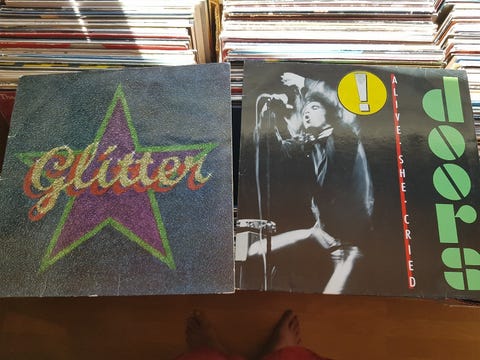 Glitter
!
ALIVE-SHE-CRIED
doors